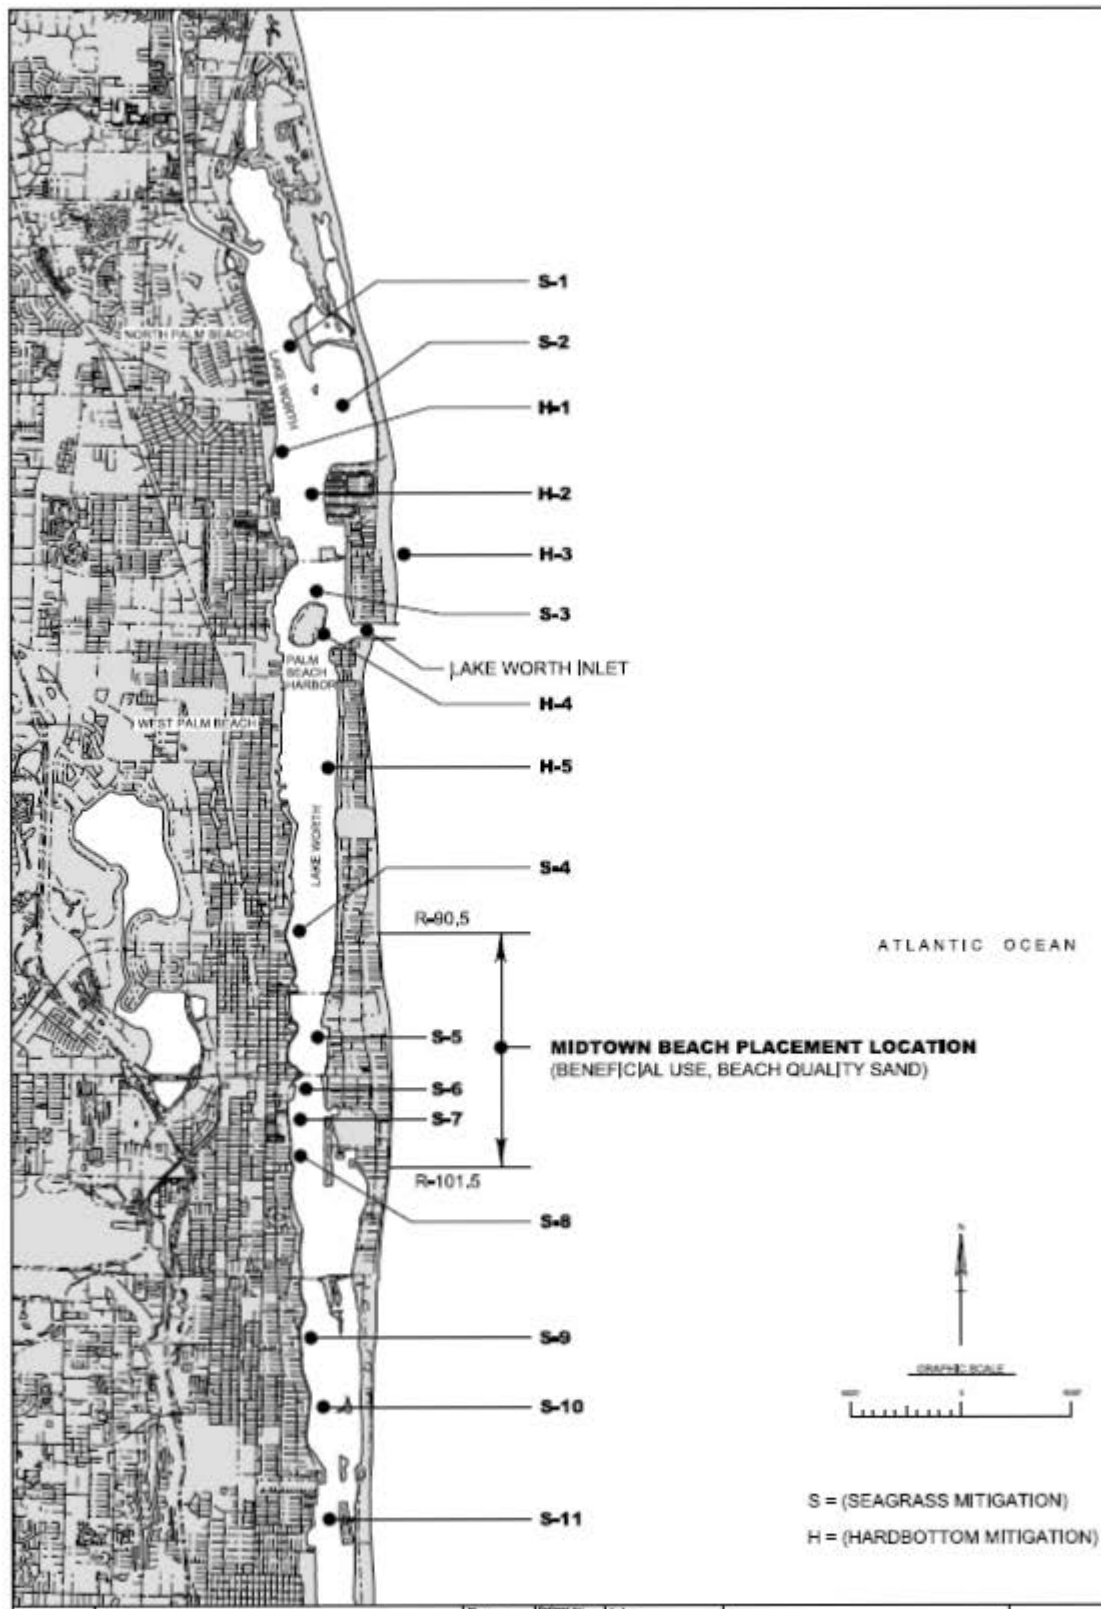 S-1
NORTH PALM BEACH
S-2
LAKE WORTH
H-1
H-2
H-3
S-3
PALM
BEACH
HARBOR
LAKE WORTH INLET
H-4
WEST PALM BEACH
H-5
LAKE WORTH
S-4
R-90.5
ATLANTIC OCEAN
S-5
MIDTOWN BEACH PLACEMENT LOCATION
(BENEFICIAL USE, BEACH QUALITY SAND)
S-6
S-7
R-101.5
S-8
N
S-9
GRAPHIC SCALE
0
S-10
S = (SEAGRASS MITIGATION)
S-11
H = (HARDBOTTOM MITIGATION)